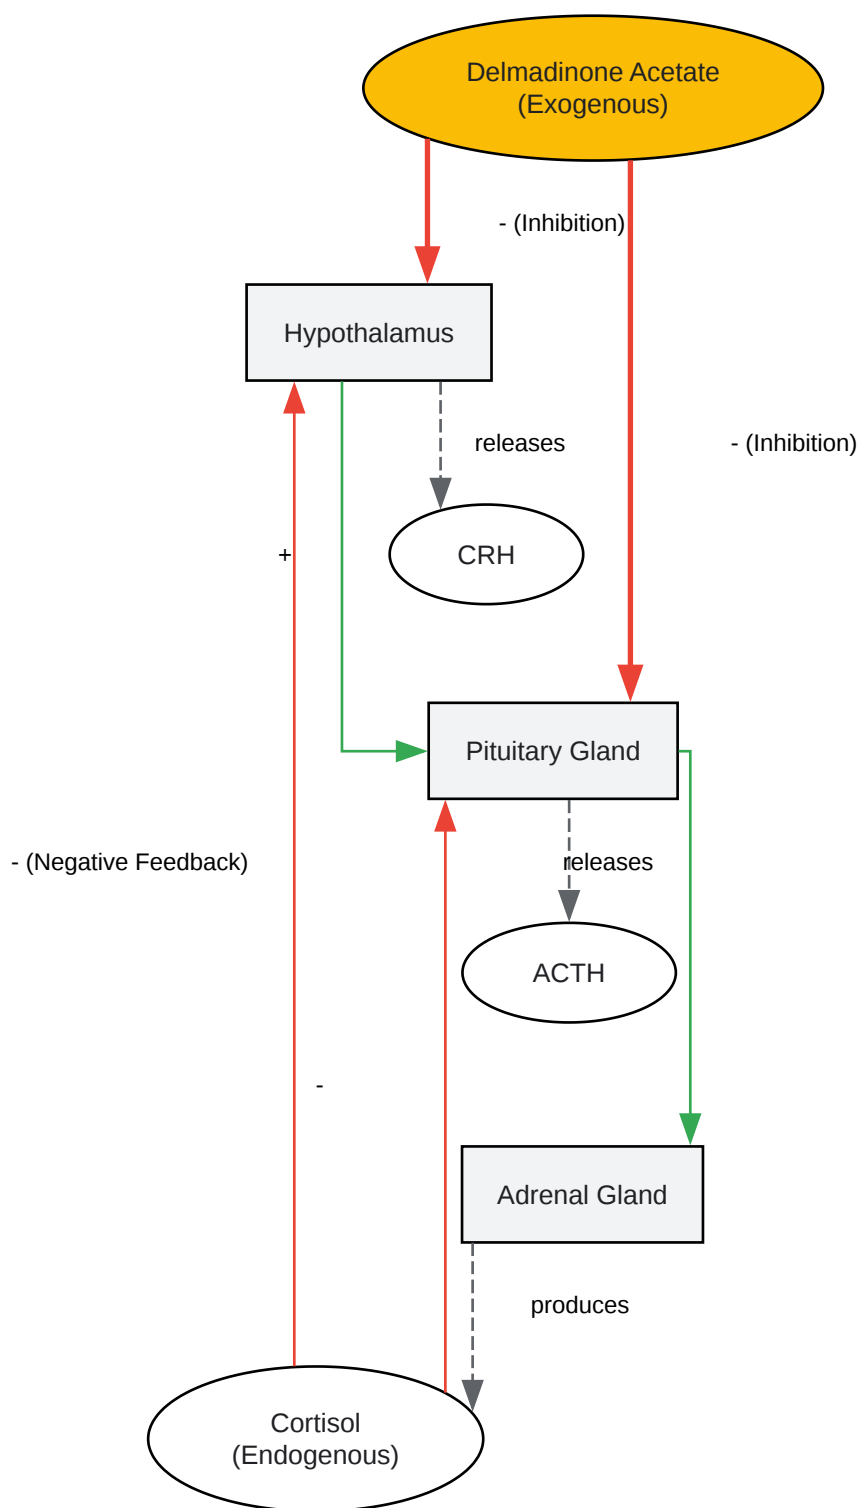 Delmadinone Acetate
(Exogenous)
- (Inhibition)
Hypothalamus
releases
- (Inhibition)
+
CRH
Pituitary Gland
- (Negative Feedback)
releases
ACTH
-
Adrenal Gland
produces
Cortisol
(Endogenous)